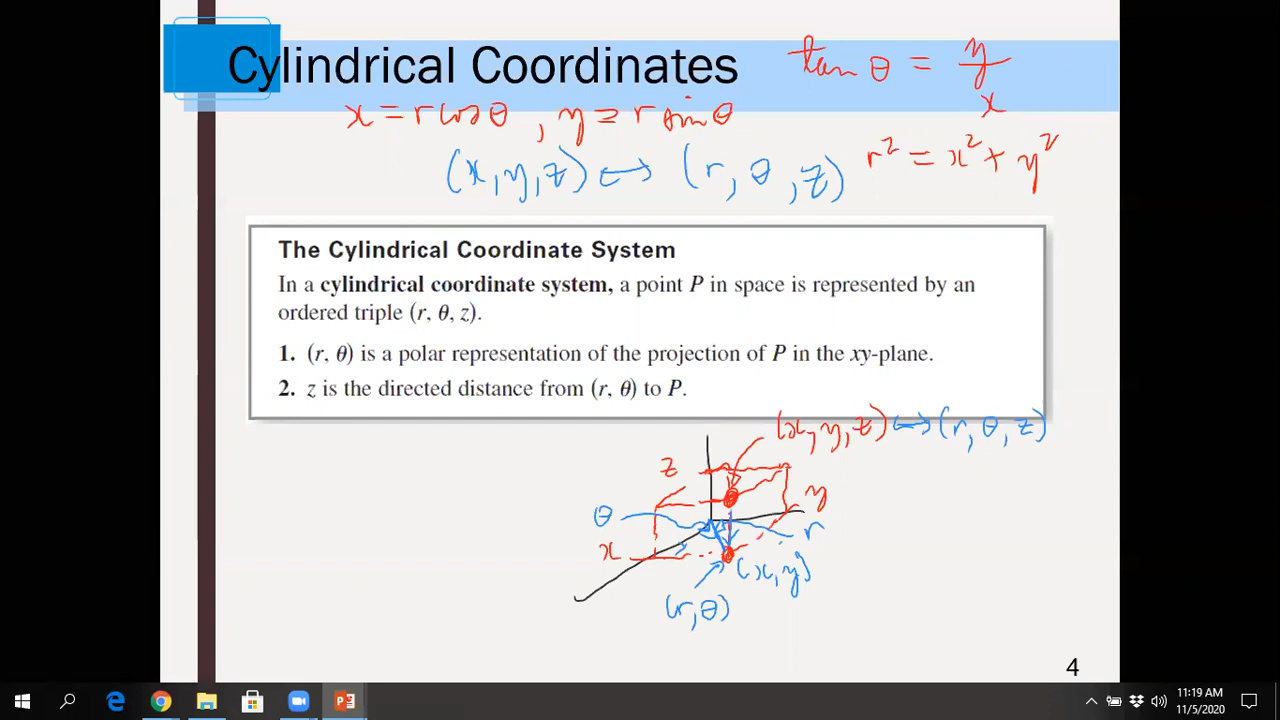 Cylindrical Coordinates
tan θ = y/x
x = r cos θ, y = r sin θ
(x, y, z) ↔ (r, θ, z)
r² = x² + y²
The Cylindrical Coordinate System
In a cylindrical coordinate system, a point P in space is represented by an
ordered triple (r, θ, z).
1. (r, θ) is a polar representation of the projection of P in the xy-plane.
2. z is the directed distance from (r, θ) to P.
(x, y, z) ↔ (r, θ, z)
z
y
θ
r
x
(x, y)
(r, θ)
4
11:19 AM
11/5/2020